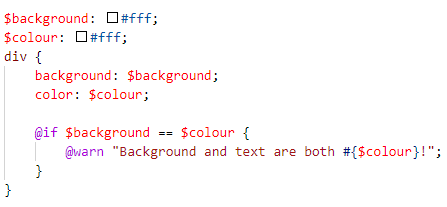 $background: #fff;
$colour: #fff;
div {
    background: $background;
    color: $colour;

    @if $background == $colour {
        @warn "Background and text are both #{$colour}!";
    }
}